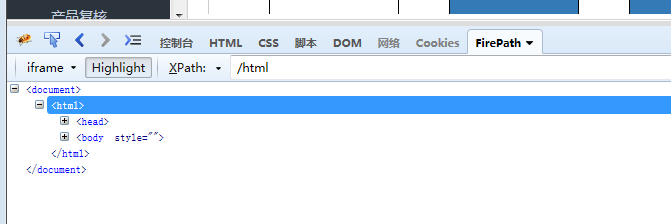 产品复核
控制台 HTML CSS 脚本 DOM 网络 Cookies FirePath
iframe Highlight XPath: /html
<document>
<html>
<head>
<body style="">
</html>
</document>